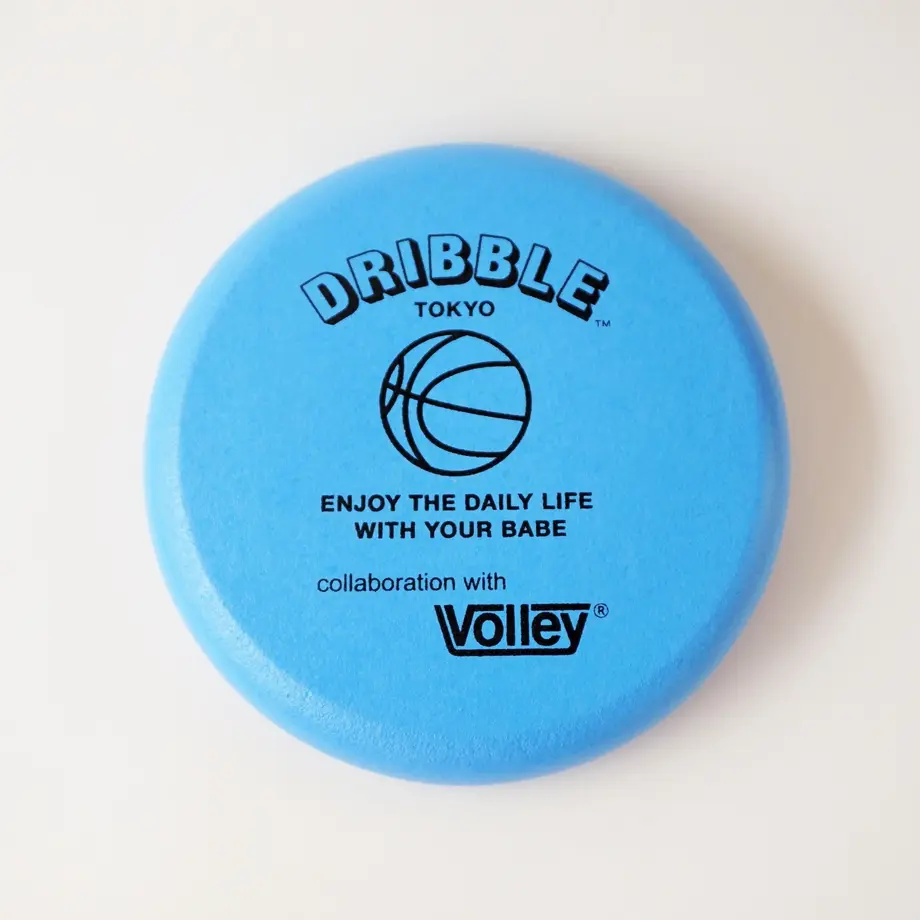 DRIBBLE
TOKYO
TM
ENJOY THE DAILY LIFE
WITH YOUR BABE
collaboration with
Volley®